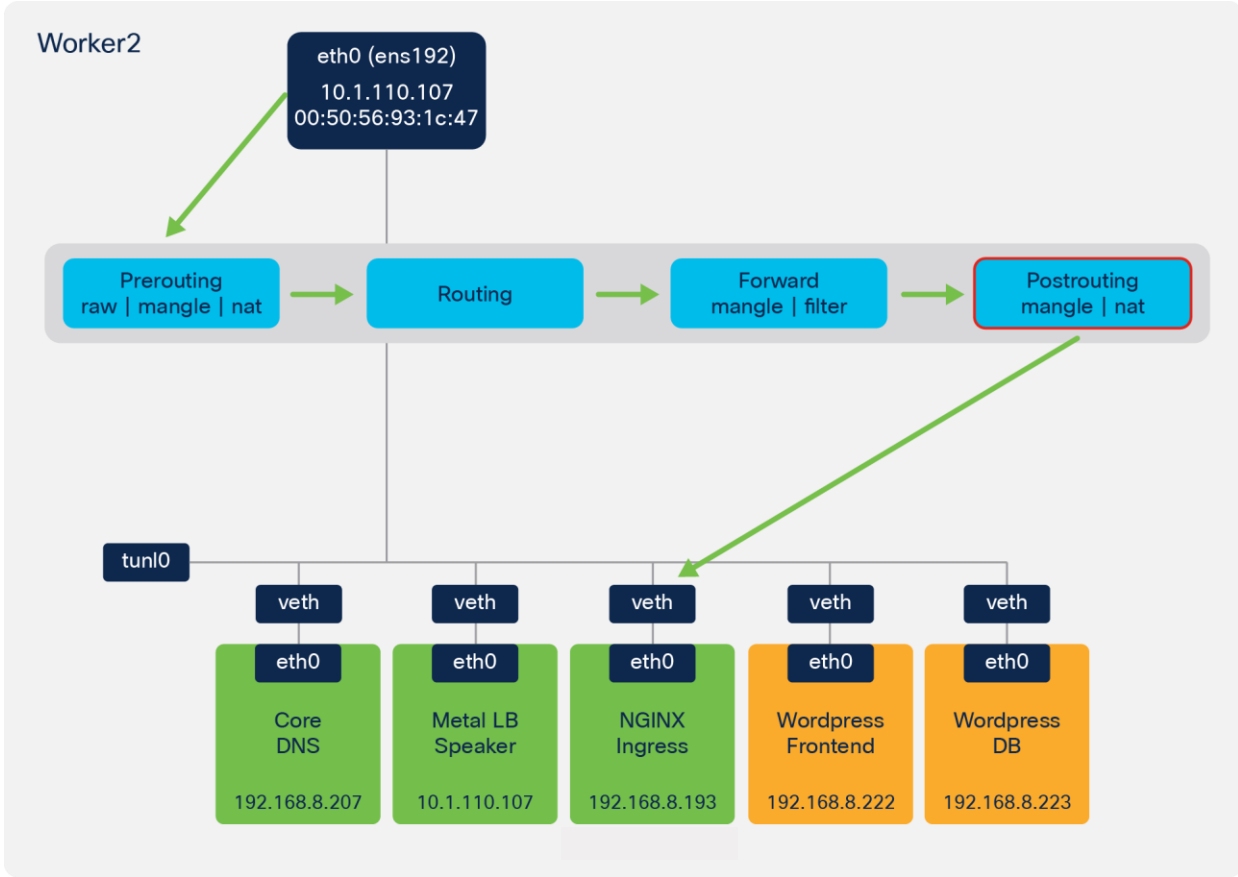 Worker2
eth0 (ens192)
10.1.110.107
00:50:56:93:1c:47
Prerouting
raw | mangle | nat
Routing
Forward
mangle | filter
Postrouting
mangle | nat
tunl0
veth
veth
veth
veth
veth
eth0
eth0
eth0
eth0
eth0
Core
DNS
192.168.8.207
Metal LB
Speaker
10.1.110.107
NGINX
Ingress
192.168.8.193
Wordpress
Frontend
192.168.8.222
Wordpress
DB
192.168.8.223